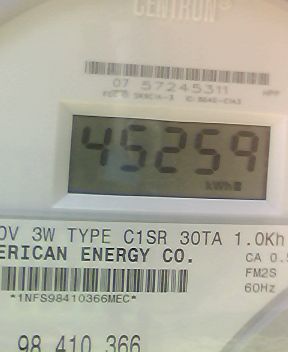 CENTRON®
07 57245311
45259
kWh
0V 3W TYPE C1SR 30TA 1.0Kh
ERICAN ENERGY CO. CA 0.5
FM2S
*1NFS98410366MEC* 60Hz
98 410 366